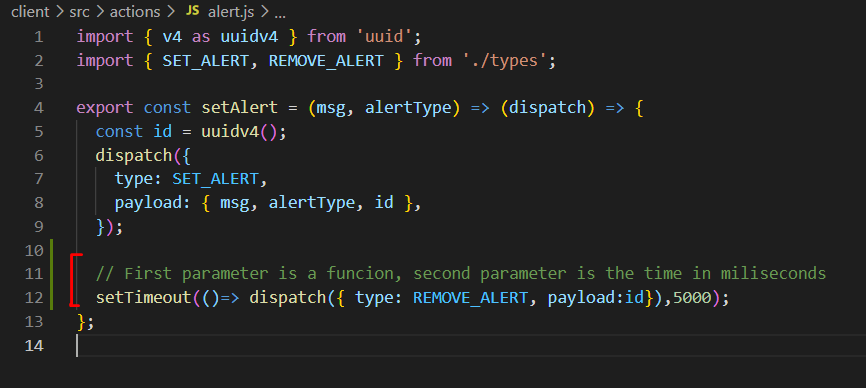 client > src > actions > JS alert.js > ...
1 import { v4 as uuidv4 } from 'uuid';
2 import { SET_ALERT, REMOVE_ALERT } from './types';
3
4 export const setAlert = (msg, alertType) => (dispatch) => {
5   const id = uuidv4();
6   dispatch({
7     type: SET_ALERT,
8     payload: { msg, alertType, id },
9   });
10
11   // First parameter is a funcion, second parameter is the time in miliseconds
12   setTimeout(()=> dispatch({ type: REMOVE_ALERT, payload:id}),5000);
13 };
14